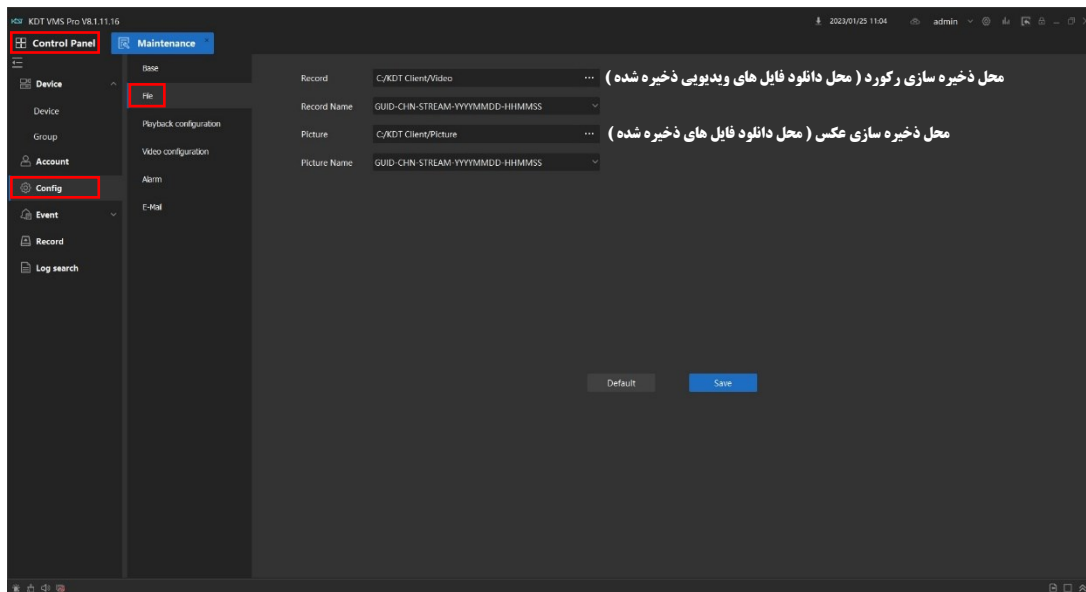 KDT VMS Pro V8.1.11.16
2023/01/25 11:04 admin
Control Panel Maintenance
Device
Device
Group
Account
Config
Event
Record
Log search
Base
File
Playback configuration
Video configuration
Alarm
E-Mail
Record C:/KDT Client/Video ... محل ذخیره سازی رکورد ( محل دانلود فایل های ویدیویی ذخیره شده )
Record Name GUID-CHN-STREAM-YYYYMMDD-HHMMSS
Picture C:/KDT Client/Picture ... محل ذخیره سازی عکس ( محل دانلود فایل های ذخیره شده )
Picture Name GUID-CHN-STREAM-YYYYMMDD-HHMMSS
Default Save